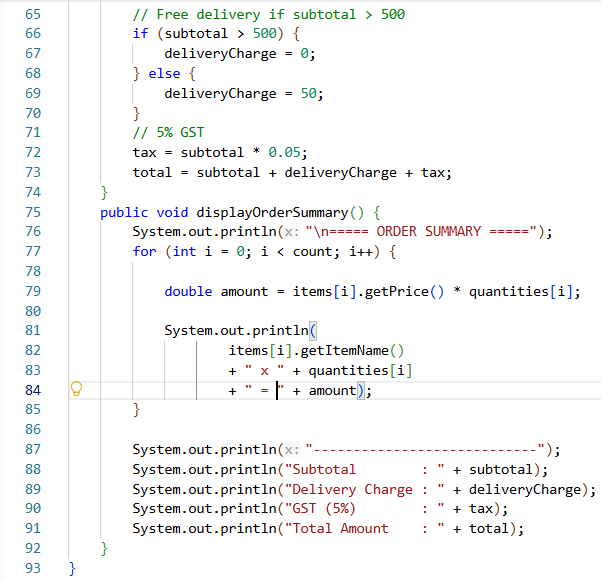 65 // Free delivery if subtotal > 500
66 if (subtotal > 500) {
67 deliveryCharge = 0;
68 } else {
69 deliveryCharge = 50;
70 }
71 // 5% GST
72 tax = subtotal * 0.05;
73 total = subtotal + deliveryCharge + tax;
74 }
75 public void displayOrderSummary() {
76 System.out.println(x: "\n===== ORDER SUMMARY =====");
77 for (int i = 0; i < count; i++) {
78
79 double amount = items[i].getPrice() * quantities[i];
80
81 System.out.println(
82 items[i].getItemName()
83 + " x " + quantities[i]
84 + " = " + amount);
85 }
86
87 System.out.println(x: "----------------------------");
88 System.out.println("Subtotal        : " + subtotal);
89 System.out.println("Delivery Charge : " + deliveryCharge);
90 System.out.println("GST (5%)        : " + tax);
91 System.out.println("Total Amount    : " + total);
92 }
93 }